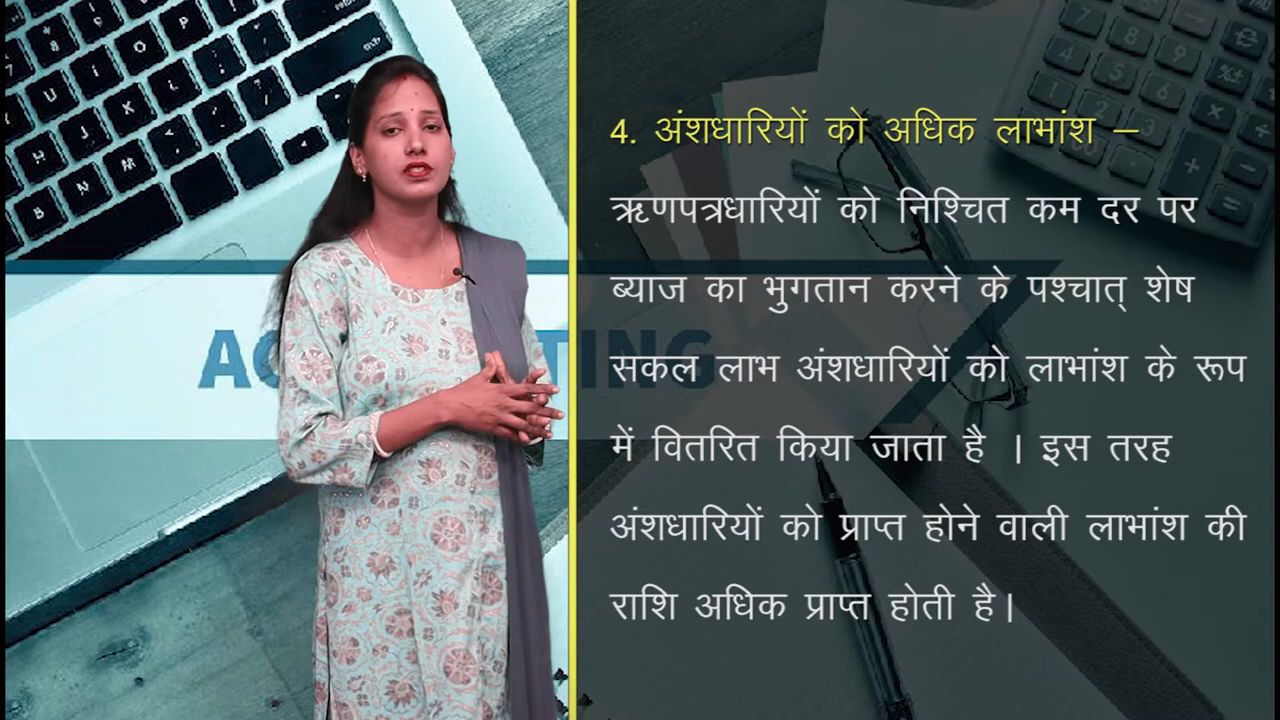 4. अंशधारियों को अधिक लाभांश –
ऋणपत्रधारियों को निश्चित कम दर पर
ब्याज का भुगतान करने के पश्चात् शेष
सकल लाभ अंशधारियों को लाभांश के रूप
में वितरित किया जाता है । इस तरह
अंशधारियों को प्राप्त होने वाली लाभांश की
राशि अधिक प्राप्त होती है।